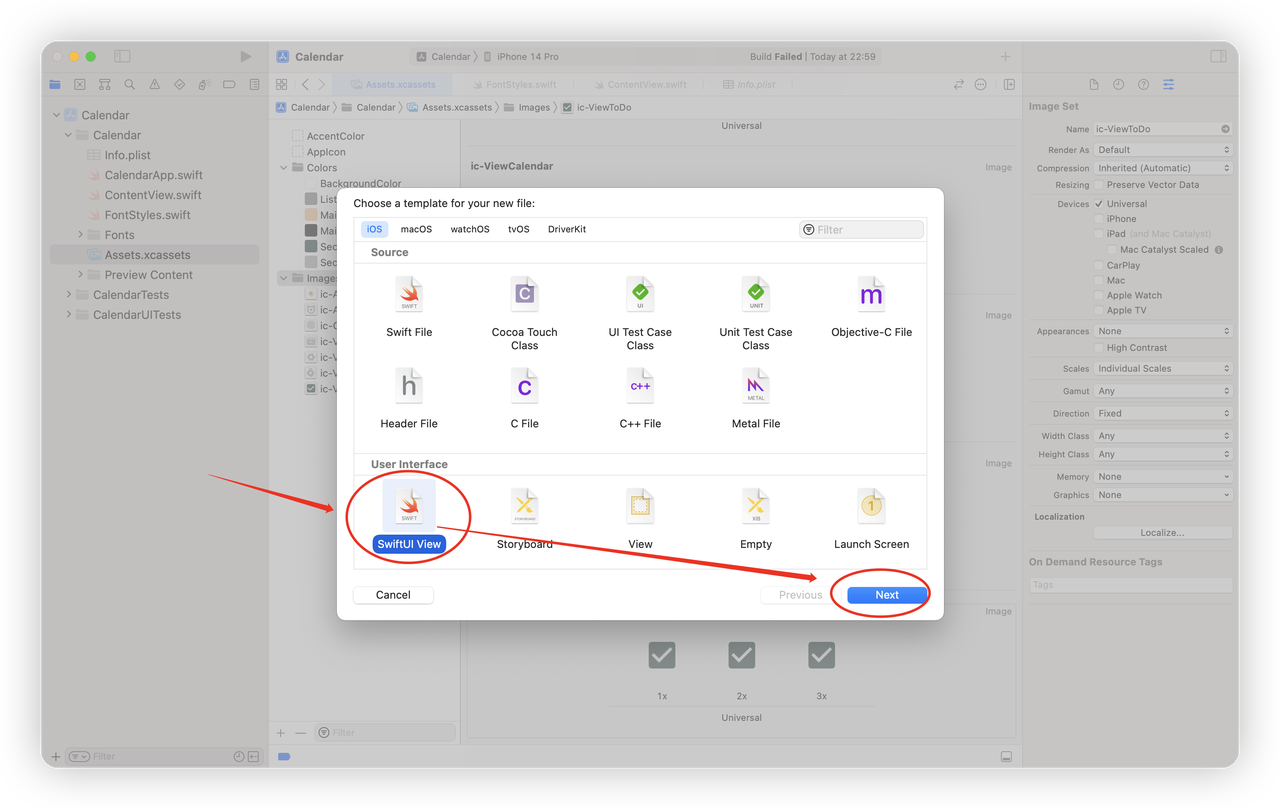 Calendar
Calendar
iPhone 14 Pro
Build Failed | Today at 22:59
Assets.xcassets
FontStyles.swift
ContentView.swift
Info.plist
Calendar
Calendar
Assets.xcassets
Images
ic-ViewToDo
Calendar
Calendar
Info.plist
CalendarApp.swift
ContentView.swift
FontStyles.swift
Fonts
Assets.xcassets
Preview Content
CalendarTests
CalendarUITests
Filter
AccentColor
AppIcon
Colors
BackgroundColor
List
Mai
Mai
Sec
Sec
Images
ic-A
ic-A
ic-C
ic-V
ic-V
ic-V
ic-V
Filter
Universal
ic-ViewCalendar
Image
Image
Image
Image
1x
2x
3x
Universal
Choose a template for your new file:
iOS
macOS
watchOS
tvOS
DriverKit
Filter
Source
SWIFT
Swift File
C
Cocoa Touch
Class
UI
UI Test Case
Class
UNIT
Unit Test Case
Class
m
Objective-C File
h
Header File
C
C File
C++
C++ File
METAL
Metal File
User Interface
SWIFT
SwiftUI View
STORYBOARD
Storyboard
View
XIB
Empty
1
Launch Screen
Cancel
Previous
Next
Image Set
Name ic-ViewToDo
Render As Default
Compression Inherited (Automatic)
Resizing Preserve Vector Data
Devices Universal
iPhone
iPad (and Mac Catalyst)
Mac Catalyst Scaled
CarPlay
Mac
Apple Watch
Apple TV
Appearances None
High Contrast
Scales Individual Scales
Gamut Any
Direction Fixed
Width Class Any
Height Class Any
Memory None
Graphics None
Localization
Localize...
On Demand Resource Tags
Tags